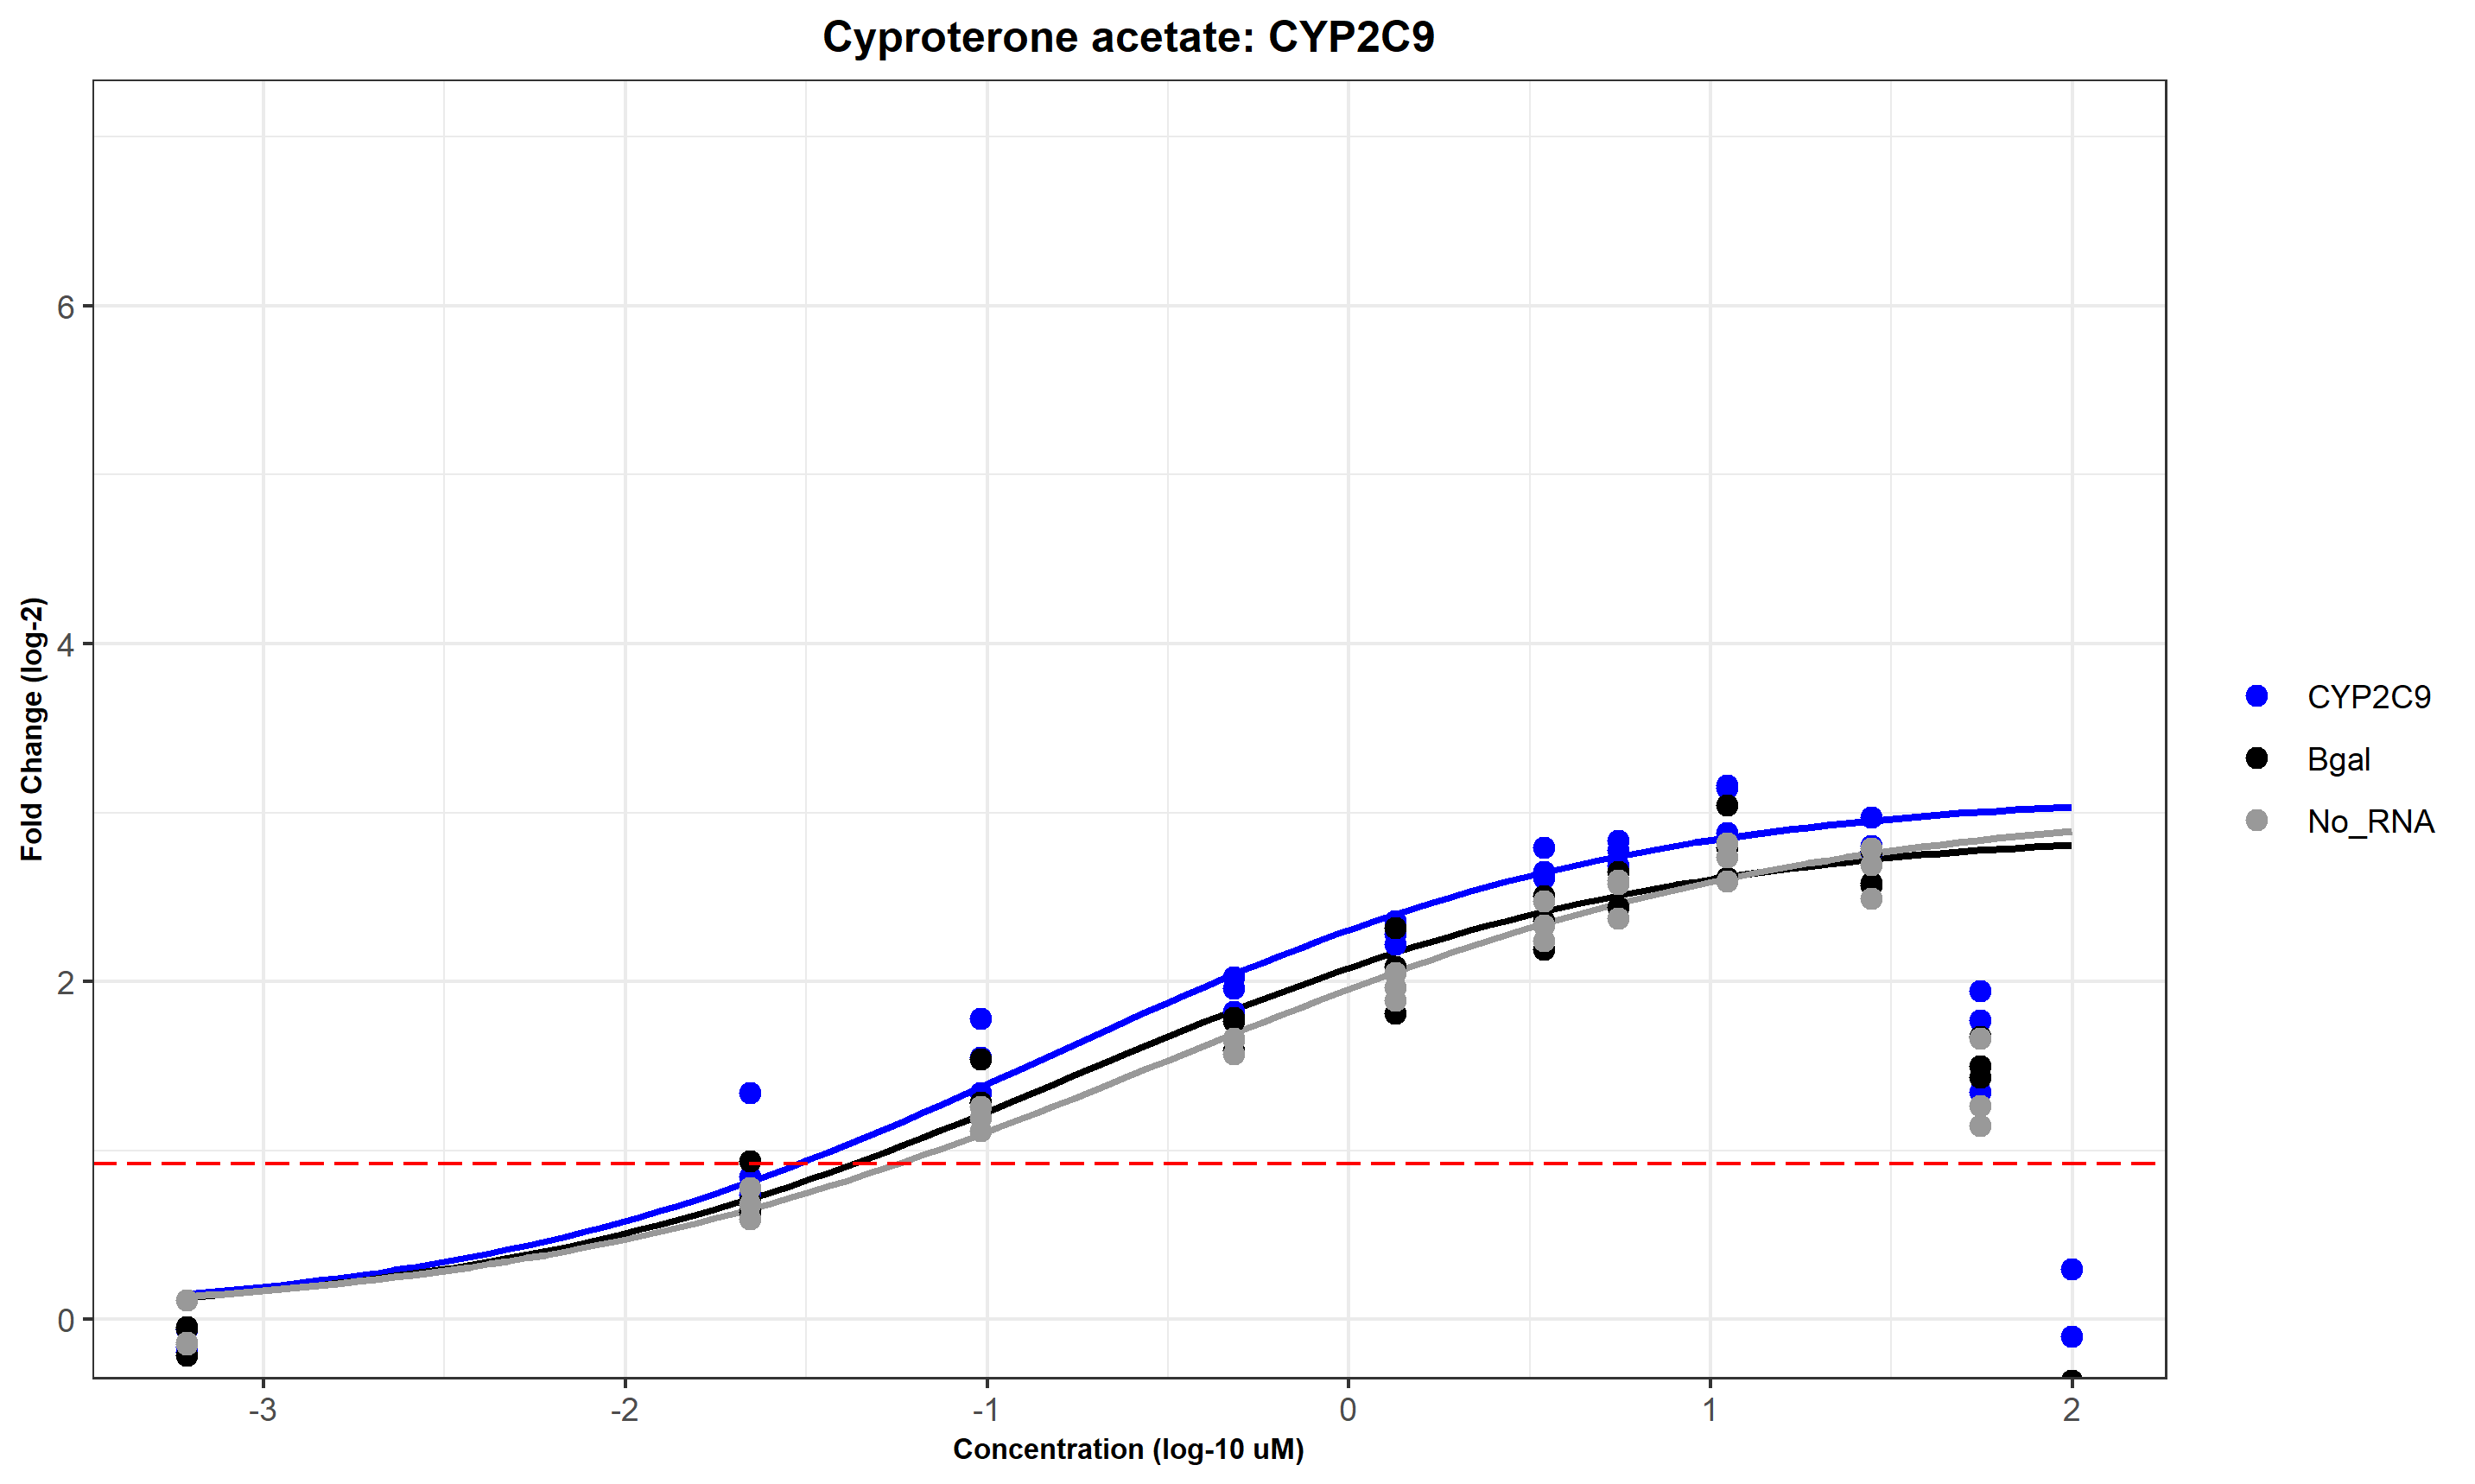 Cyproterone acetate: CYP2C9
Fold Change (log-2)
6
4
2
0
-3
-2
-1
0
1
2
Concentration (log-10 uM)
CYP2C9
Bgal
No_RNA